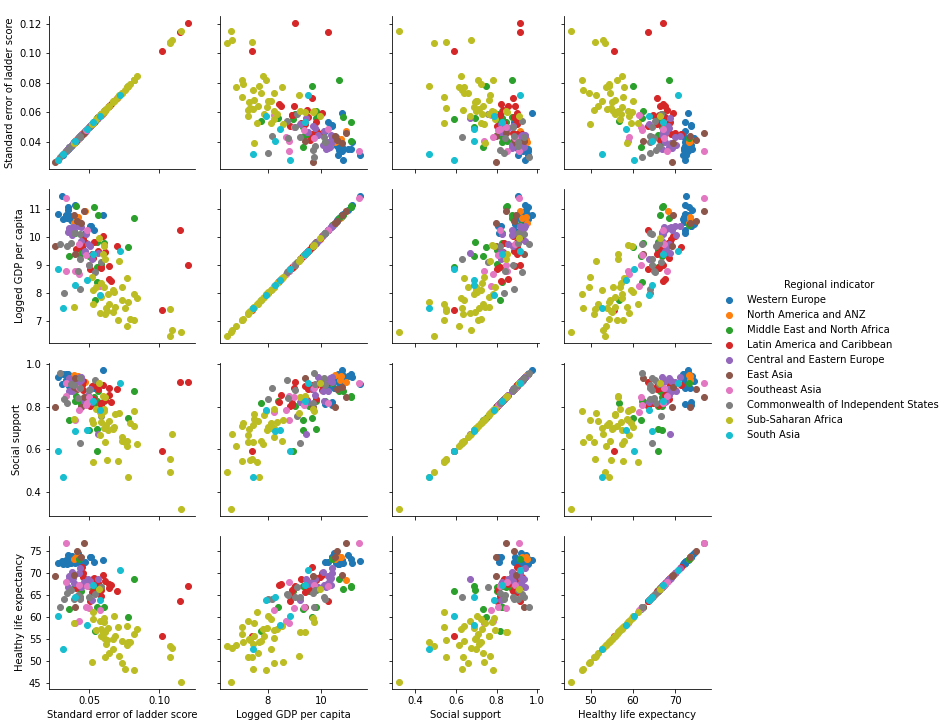 0.12
0.10
0.08
0.06
0.04
Standard error of ladder score
11
10
9
8
7
Logged GDP per capita
1.0
0.8
0.6
0.4
Social support
75
70
65
60
55
50
45
Healthy life expectancy
0.05 0.10
Standard error of ladder score
8 10
Logged GDP per capita
0.4 0.6 0.8 1.0
Social support
50 60 70
Healthy life expectancy
Regional indicator
Western Europe
North America and ANZ
Middle East and North Africa
Latin America and Caribbean
Central and Eastern Europe
East Asia
Southeast Asia
Commonwealth of Independent States
Sub-Saharan Africa
South Asia